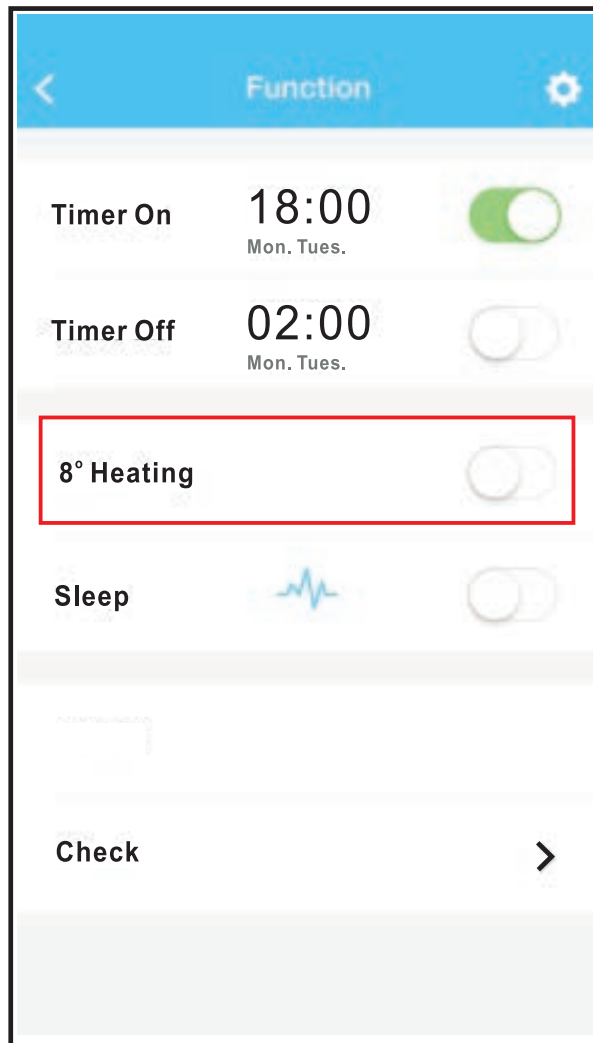 Function
Timer On 18:00
Mon. Tues.
Timer Off 02:00
Mon. Tues.
8° Heating
Sleep
Check